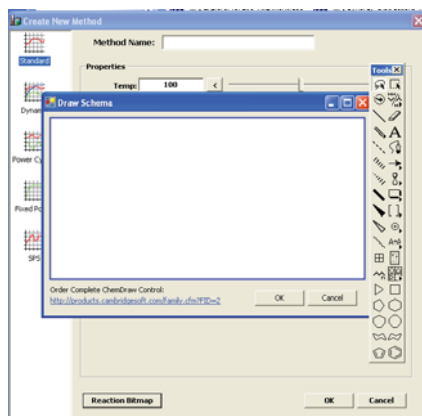 Create New Method
Method Name:
Standard
Properties
Temp: 100 <
Tools
Draw Schema
A
Dynam
Power Cy
Fixed Po
SPS
Order Complete ChemDraw Control:
http://products.cambridgesoft.com/family.cfm?FID=2
OK Cancel
Reaction Bitmap OK Cancel